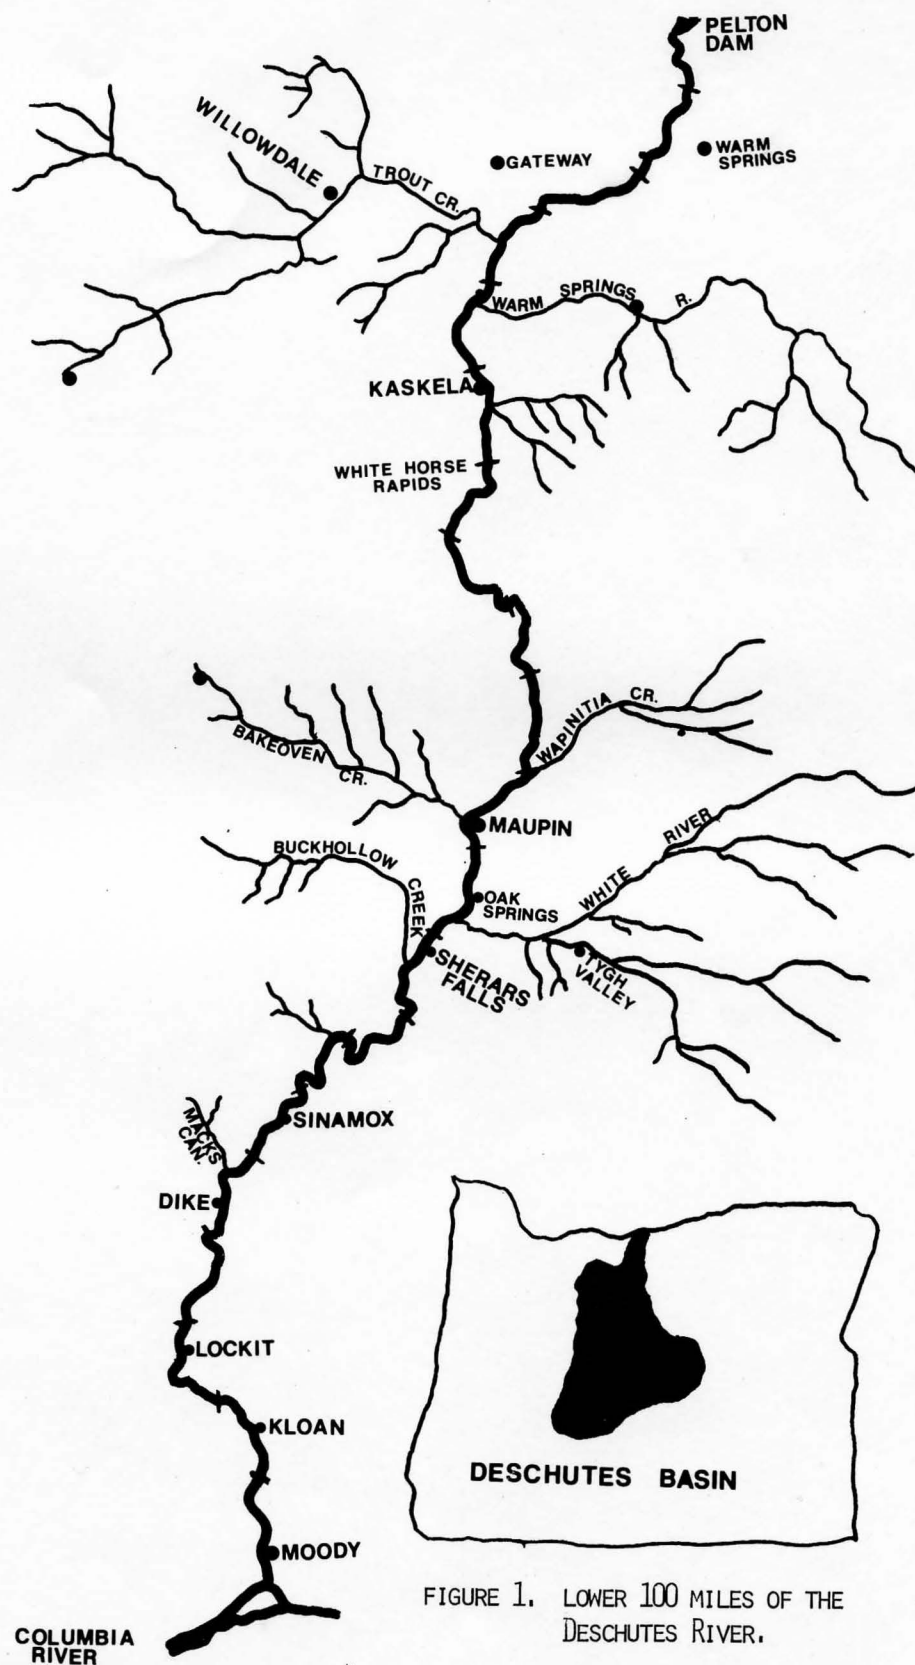 PELTON
DAM
WILLOWDALE
GATEWAY
WARM
SPRINGS
TROUT CR.
WARM SPRINGS R.
KASKELA
WHITE HORSE
RAPIDS
WAPINITIA CR.
BAKEOVEN CR.
MAUPIN
BUCKHOLLOW CREEK
WHITE RIVER
OAK
SPRINGS
SHERARS
FALLS
TYGH
VALLEY
SINAMOX
MACKS
CAN.
DIKE
LOCKIT
KLOAN
DESCHUTES BASIN
MOODY
FIGURE 1. LOWER 100 MILES OF THE
DESCHUTES RIVER.
COLUMBIA
RIVER